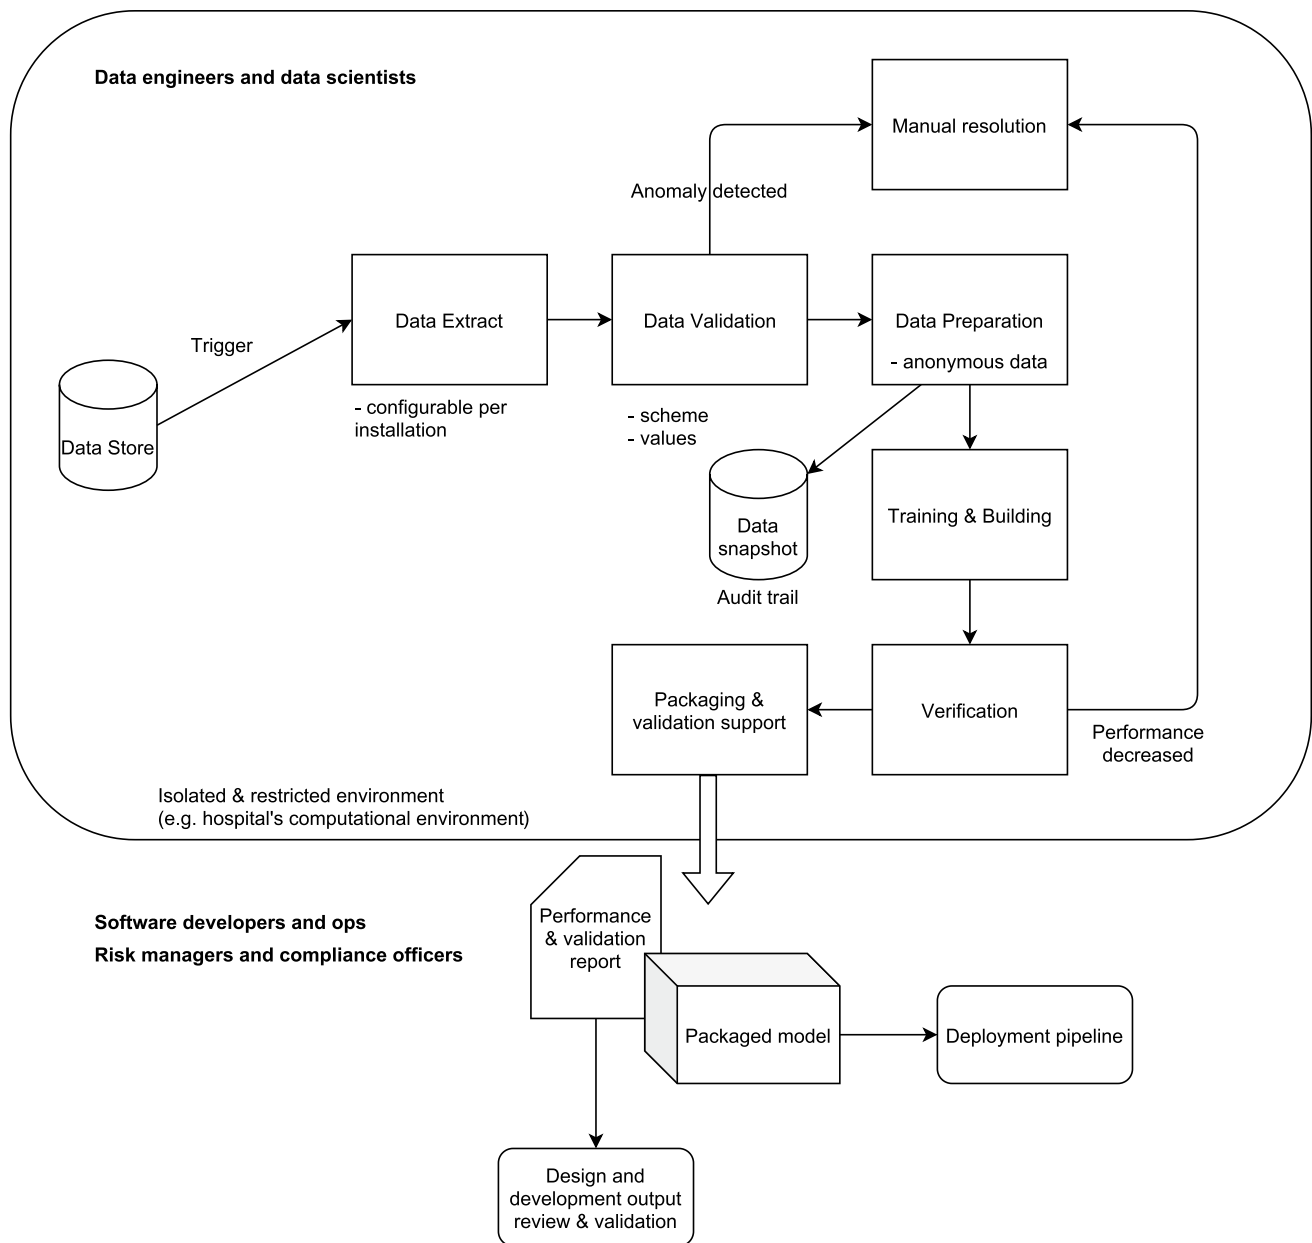 Data engineers and data scientists
Manual resolution
Anomaly detected
Data Extract
Data Validation
Data Preparation
- anonymous data
Trigger
- configurable per
installation
- scheme
- values
Data Store
Data
snapshot
Audit trail
Training & Building
Packaging &
validation support
Verification
Performance
decreased
Isolated & restricted environment
(e.g. hospital's computational environment)
Software developers and ops
Risk managers and compliance officers
Performance
& validation
report
Packaged model
Deployment pipeline
Design and
development output
review & validation